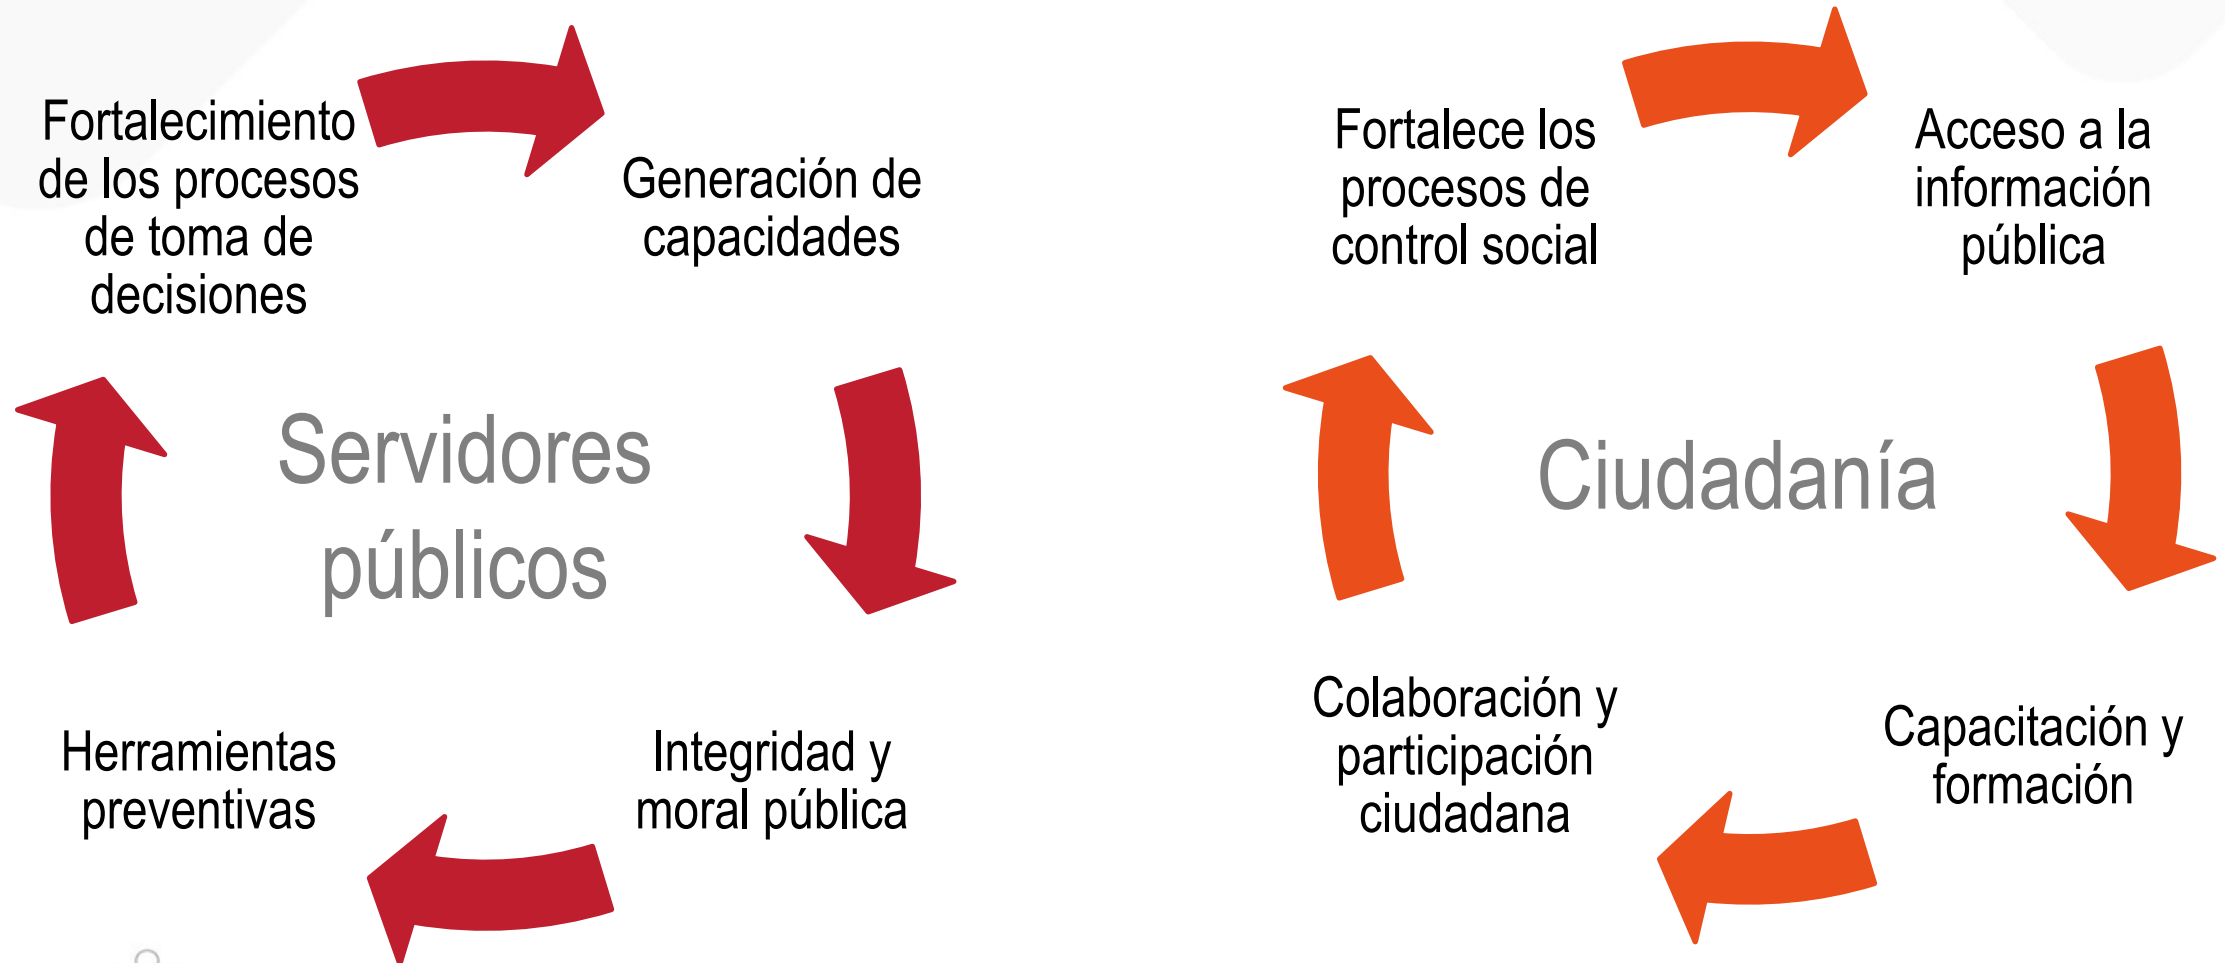 Fortalecimiento
de los procesos
de toma de
decisiones
Generación de
capacidades
Servidores
públicos
Herramientas
preventivas
Integridad y
moral pública
Fortalece los
procesos de
control social
Acceso a la
información
pública
Ciudadanía
Colaboración y
participación
ciudadana
Capacitación y
formación